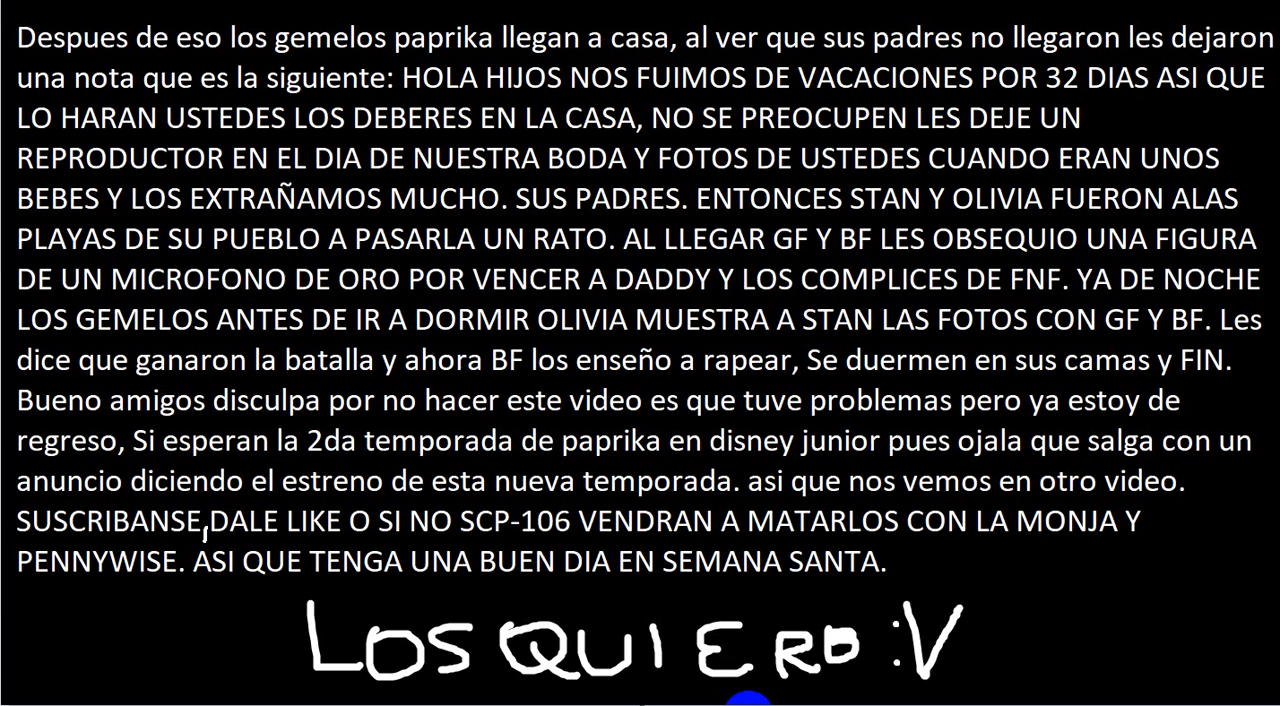 Despues de eso los gemelos paprika llegan a casa, al ver que sus padres no llegaron les dejaron
una nota que es la siguiente: HOLA HIJOS NOS FUIMOS DE VACACIONES POR 32 DIAS ASI QUE
LO HARAN USTEDES LOS DEBERES EN LA CASA, NO SE PREOCUPEN LES DEJE UN
REPRODUCTOR EN EL DIA DE NUESTRA BODA Y FOTOS DE USTEDES CUANDO ERAN UNOS
BEBES Y LOS EXTRAÑAMOS MUCHO. SUS PADRES. ENTONCES STAN Y OLIVIA FUERON ALAS
PLAYAS DE SU PUEBLO A PASARLA UN RATO. AL LLEGAR GF Y BF LES OBSEQUIO UNA FIGURA
DE UN MICROFONO DE ORO POR VENCER A DADDY Y LOS COMPLICES DE FNF. YA DE NOCHE
LOS GEMELOS ANTES DE IR A DORMIR OLIVIA MUESTRA A STAN LAS FOTOS CON GF Y BF. Les
dice que ganaron la batalla y ahora BF los enseño a rapear, Se duermen en sus camas y FIN.
Bueno amigos disculpa por no hacer este video es que tuve problemas pero ya estoy de
regreso, Si esperan la 2da temporada de paprika en disney junior pues ojala que salga con un
anuncio diciendo el estreno de esta nueva temporada. asi que nos vemos en otro video.
SUSCRIBANSE,DALE LIKE O SI NO SCP-106 VENDRAN A MATARLOS CON LA MONJA Y
PENNYWISE. ASI QUE TENGA UNA BUEN DIA EN SEMANA SANTA.
LOS QUIERO :V